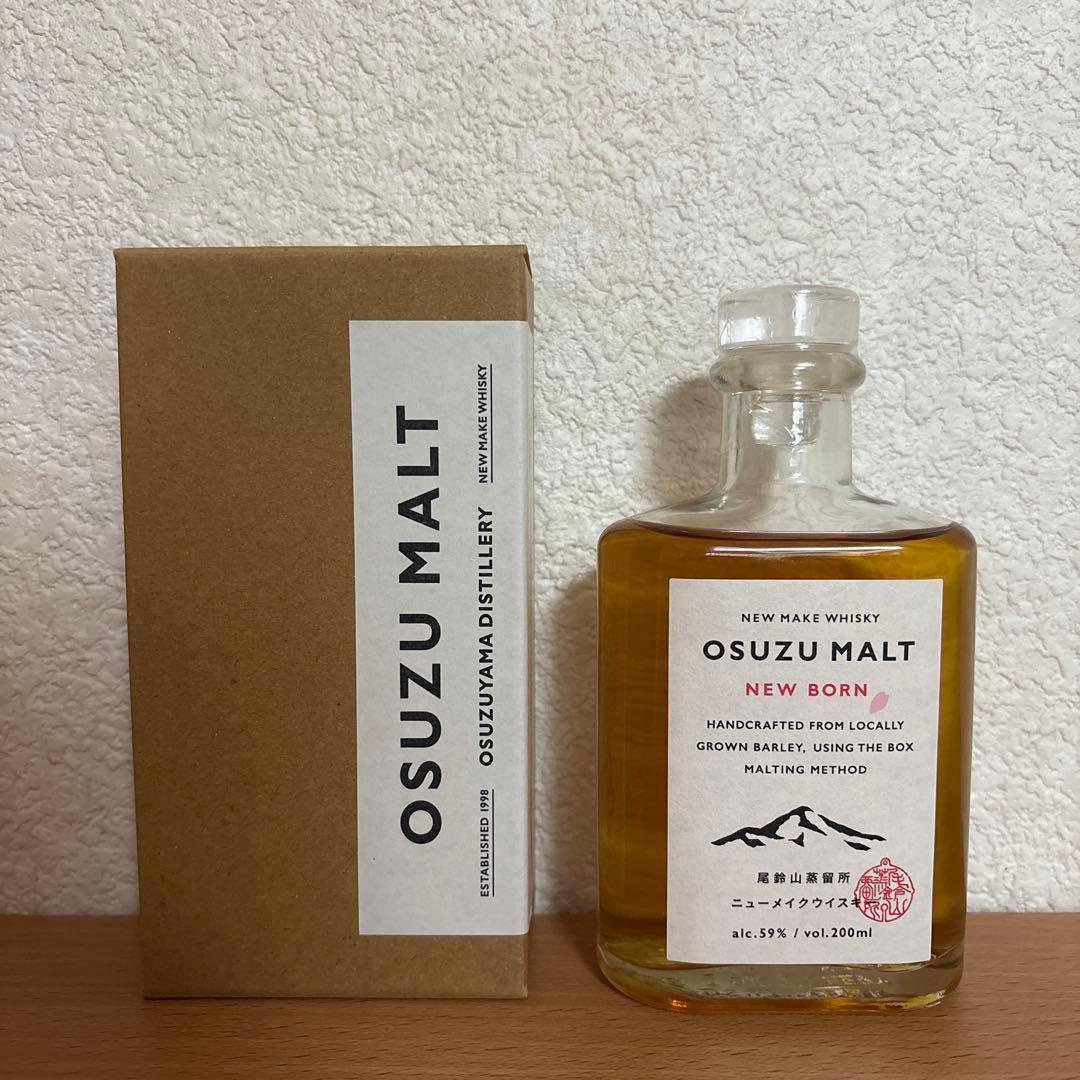 OSUZU MALT
ESTABLISHED 1998 OSUZUYAMA DISTILLERY NEW MAKE WHISKY
NEW MAKE WHISKY
OSUZU MALT
NEW BORN
HANDCRAFTED FROM LOCALLY
GROWN BARLEY, USING THE BOX
MALTING METHOD
尾鈴山蒸留所
ニューメイクウイスキー
alc.59% / vol.200ml